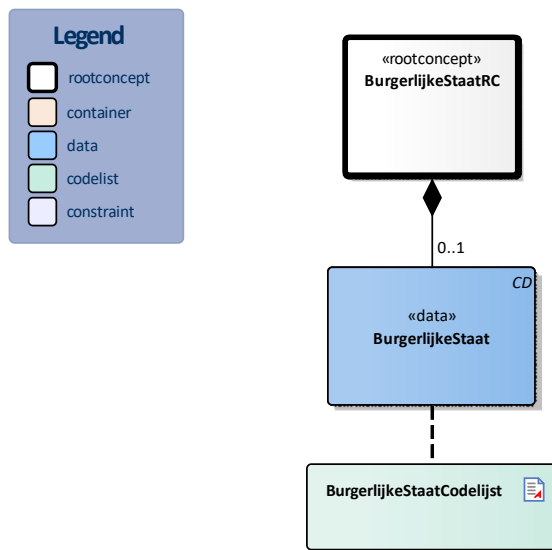 Legend
rootconcept
container
data
codelist
constraint
«rootconcept»
BurgerlijkeStaatRC
0..1
CD
«data»
BurgerlijkeStaat
BurgerlijkeStaatCodelijst